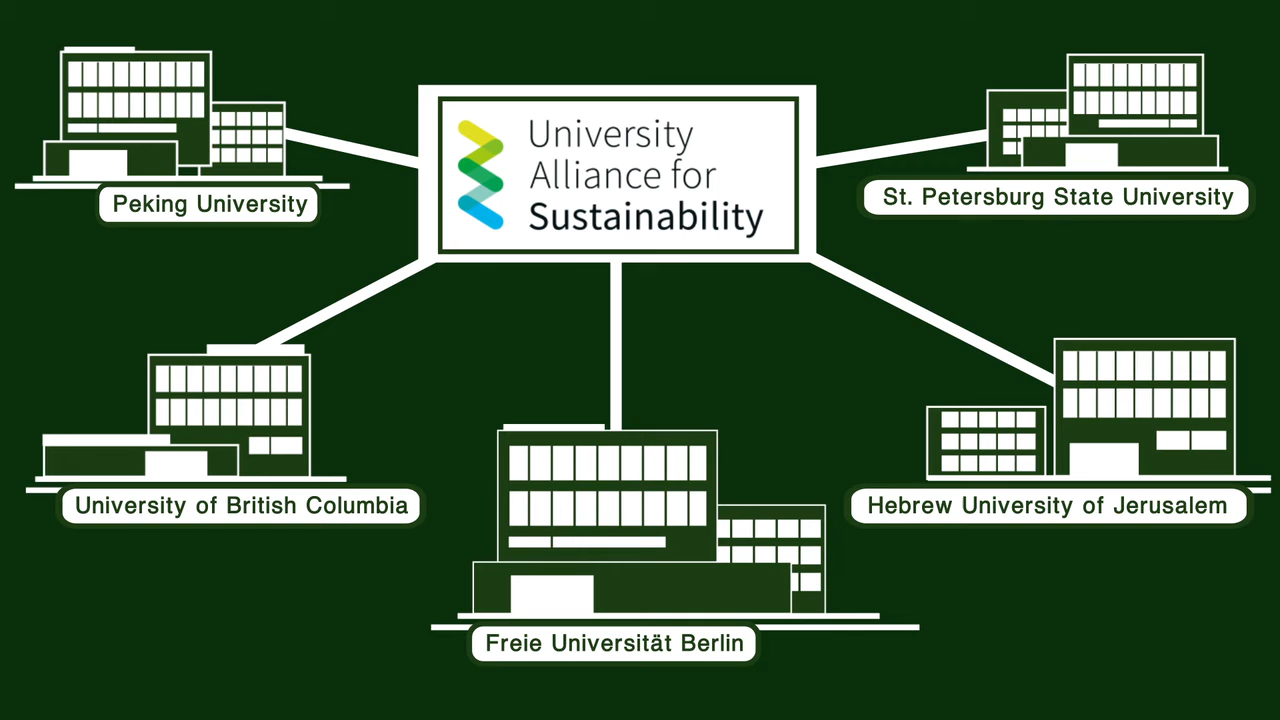 University
Alliance for
Sustainability
Peking University
St. Petersburg State University
University of British Columbia
Hebrew University of Jerusalem
Freie Universität Berlin